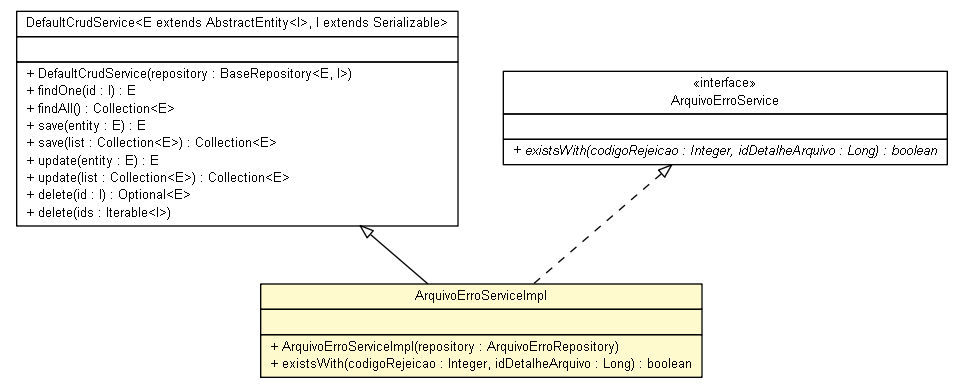 DefaultCrudService<E extends AbstractEntity<I>, I extends Serializable>
+ DefaultCrudService(repository : BaseRepository<E, I>)
+ findOne(id : I) : E
+ findAll() : Collection<E>
+ save(entity : E) : E
+ save(list : Collection<E>) : Collection<E>
+ update(entity : E) : E
+ update(list : Collection<E>) : Collection<E>
+ delete(id : I) : Optional<E>
+ delete(ids : Iterable<I>)
«interface»
ArquivoErroService
+ existsWith(codigoRejeicao : Integer, idDetalheArquivo : Long) : boolean
ArquivoErroServiceImpl
+ ArquivoErroServiceImpl(repository : ArquivoErroRepository)
+ existsWith(codigoRejeicao : Integer, idDetalheArquivo : Long) : boolean